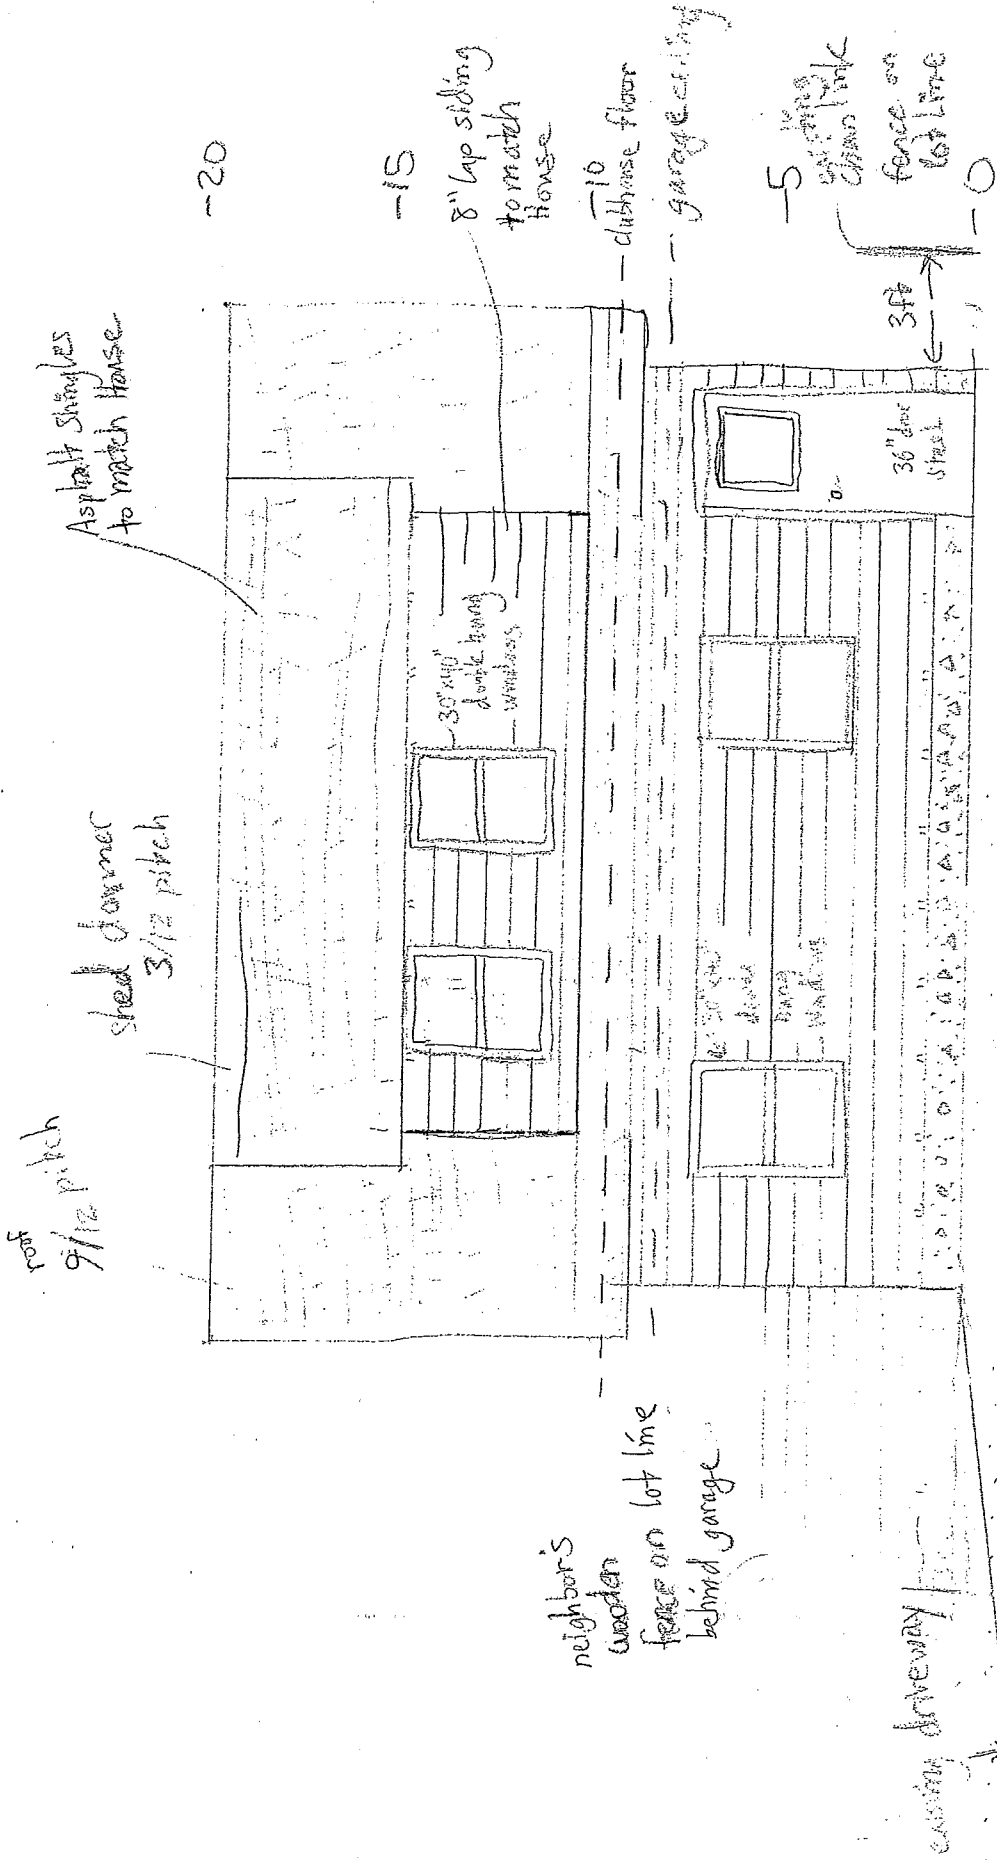 roof
9/12 pitch
shed dormer
3/12 pitch
Asphalt shingles
to match House
-20
-15
8" lap siding
to match
House
-10
clubhouse floor
garage ceiling
-5
existing
chain link
fence on
lot line
-0
3ft
30"x40"
double hung
windows
36" door
steel
double
hung
windows
neighbor's
wooden
fence on lot line
behind garage
existing driveway